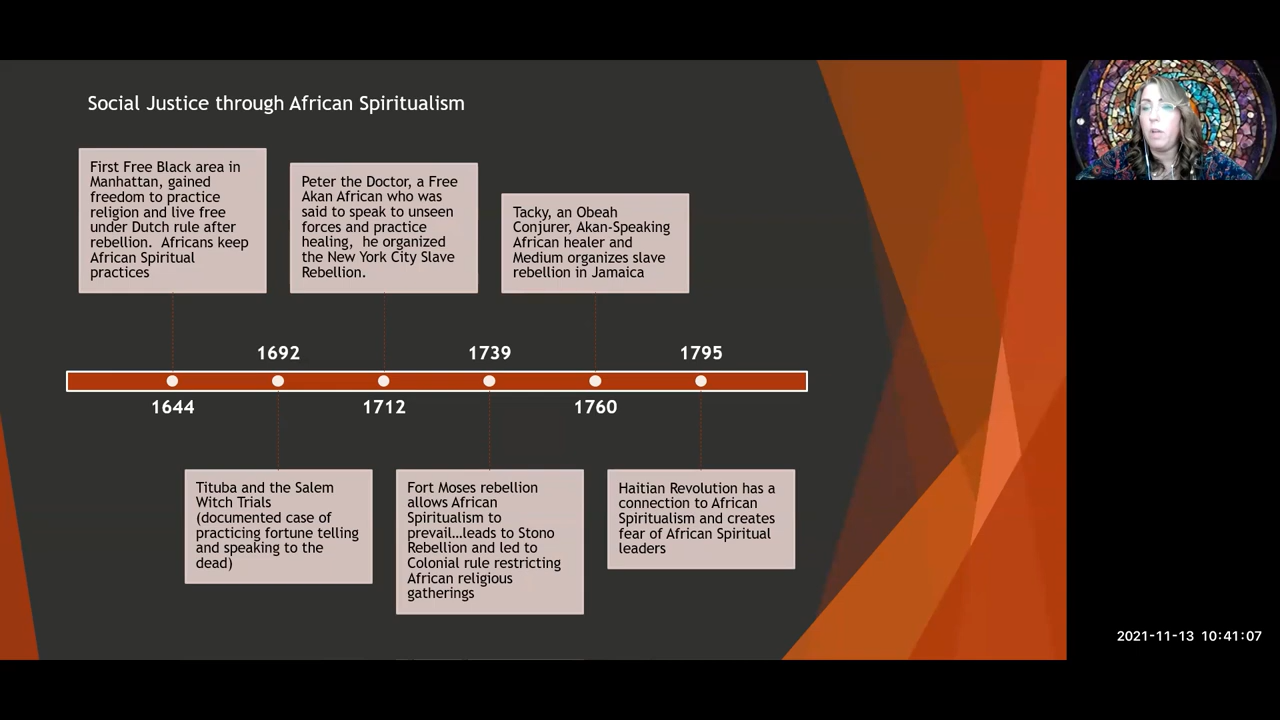 Social Justice through African Spiritualism
First Free Black area in
Manhattan, gained
freedom to practice
religion and live free
under Dutch rule after
rebellion.  Africans keep
African Spiritual
practices
Peter the Doctor, a Free
Akan African who was
said to speak to unseen
forces and practice
healing,  he organized
the New York City Slave
Rebellion.
Tacky, an Obeah
Conjurer, Akan-Speaking
African healer and
Medium organizes slave
rebellion in Jamaica
1692
1739
1795
1644
1712
1760
Tituba and the Salem
Witch Trials
(documented case of
practicing fortune telling
and speaking to the
dead)
Fort Moses rebellion
allows African
Spiritualism to
prevail…leads to Stono
Rebellion and led to
Colonial rule restricting
African religious
gatherings
Haitian Revolution has a
connection to African
Spiritualism and creates
fear of African Spiritual
leaders
2021-11-13 10:41:07